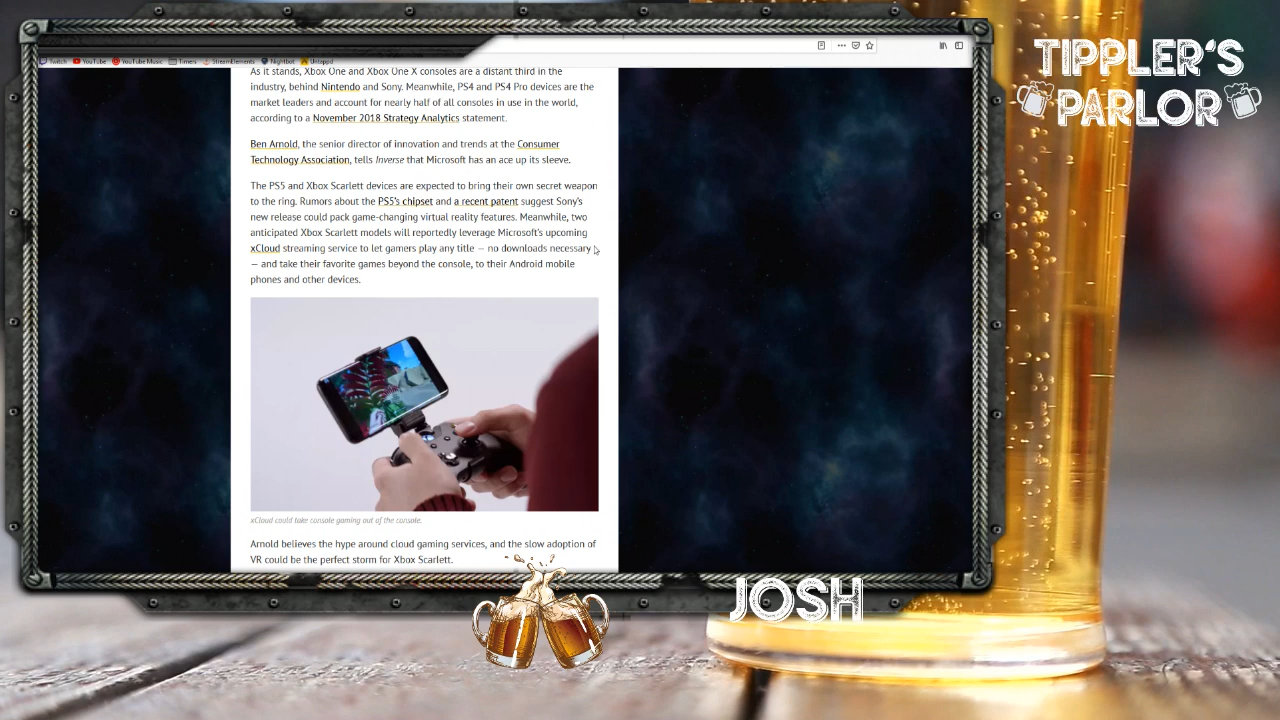 TIPPLER'S
PARLOR
Twitch YouTube YouTube Music Timers StreamElements Nightbot Untappd
As it stands, Xbox One and Xbox One X consoles are a distant third in the
industry, behind Nintendo and Sony. Meanwhile, PS4 and PS4 Pro devices are the
market leaders and account for nearly half of all consoles in use in the world,
according to a November 2018 Strategy Analytics statement.
Ben Arnold, the senior director of innovation and trends at the Consumer
Technology Association, tells Inverse that Microsoft has an ace up its sleeve.
The PS5 and Xbox Scarlett devices are expected to bring their own secret weapon
to the ring. Rumors about the PS5's chipset and a recent patent suggest Sony's
new release could pack game-changing virtual reality features. Meanwhile, two
anticipated Xbox Scarlett models will reportedly leverage Microsoft's upcoming
xCloud streaming service to let gamers play any title — no downloads necessary
— and take their favorite games beyond the console, to their Android mobile
phones and other devices.
xCloud could take console gaming out of the console.
Arnold believes the hype around cloud gaming services, and the slow adoption of
VR could be the perfect storm for Xbox Scarlett.
JOSH